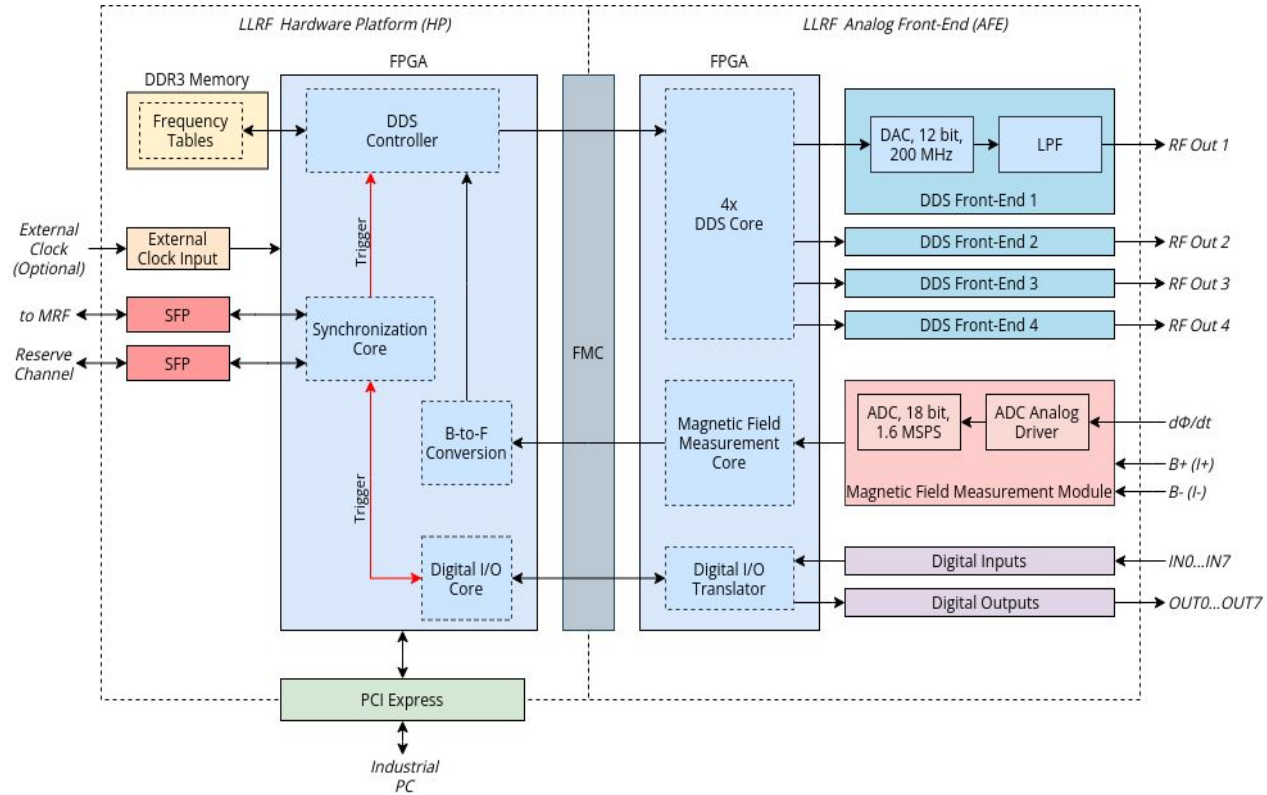 LLRF Hardware Platform (HP)
LLRF Analog Front-End (AFE)
FPGA
FPGA
DDR3 Memory
Frequency
Tables
DDS
Controller
4x
DDS Core
DAC, 12 bit,
200 MHz
LPF
RF Out 1
DDS Front-End 1
External
Clock
(Optional)
External
Clock Input
Trigger
DDS Front-End 2
RF Out 2
DDS Front-End 3
RF Out 3
to MRF
SFP
Synchronization
Core
DDS Front-End 4
RF Out 4
Reserve
Channel
SFP
FMC
B-to-F
Conversion
Magnetic Field
Measurement
Core
ADC, 18 bit,
1.6 MSPS
ADC Analog
Driver
dΦ/dt
B+ (I+)
Magnetic Field Measurement Module
B- (I-)
Trigger
Digital I/O
Core
Digital I/O
Translator
Digital Inputs
IN0...IN7
Digital Outputs
OUT0...OUT7
PCI Express
Industrial
PC